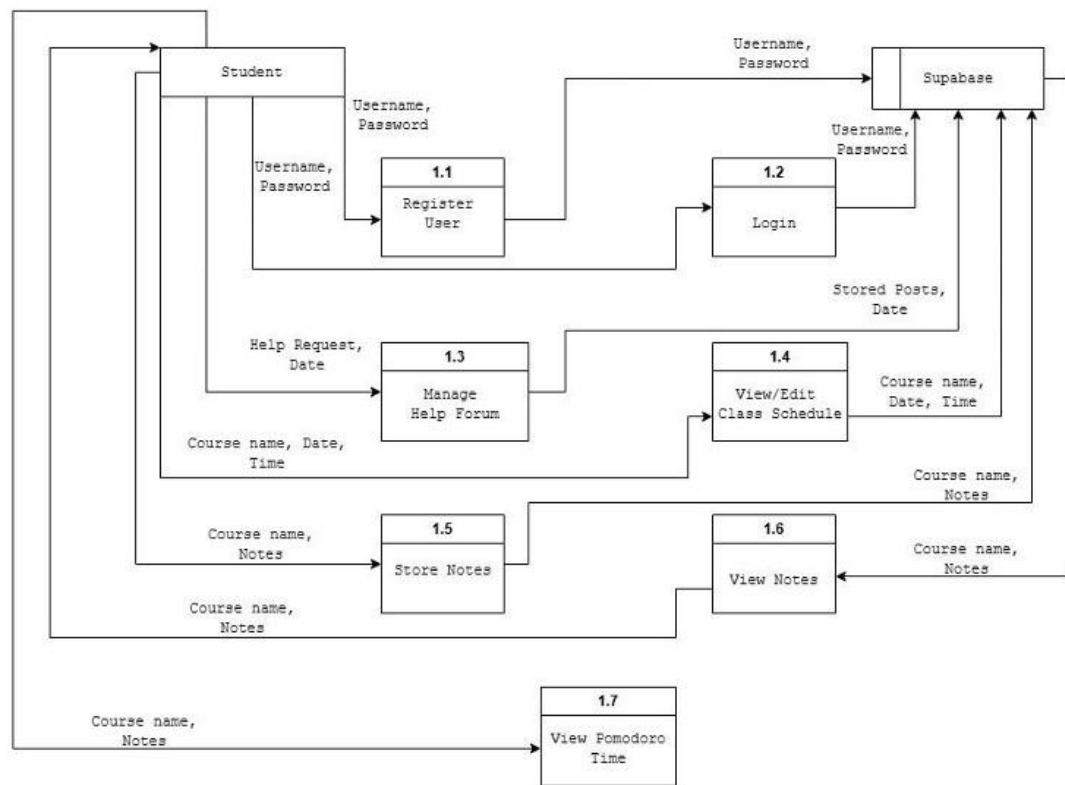 Student
Username,
Password
Supabase
Username,
Password
Username,
Password
Username,
Password
1.1
Register
User
1.2
Login
Stored Posts,
Date
Help Request,
Date
1.3
Manage
Help Forum
1.4
View/Edit
Class Schedule
Course name,
Date, Time
Course name, Date,
Time
Course name,
Notes
1.5
Store Notes
Course name,
Notes
1.6
View Notes
Course name,
Notes
Course name,
Notes
1.7
View Pomodoro
Time
Course name,
Notes